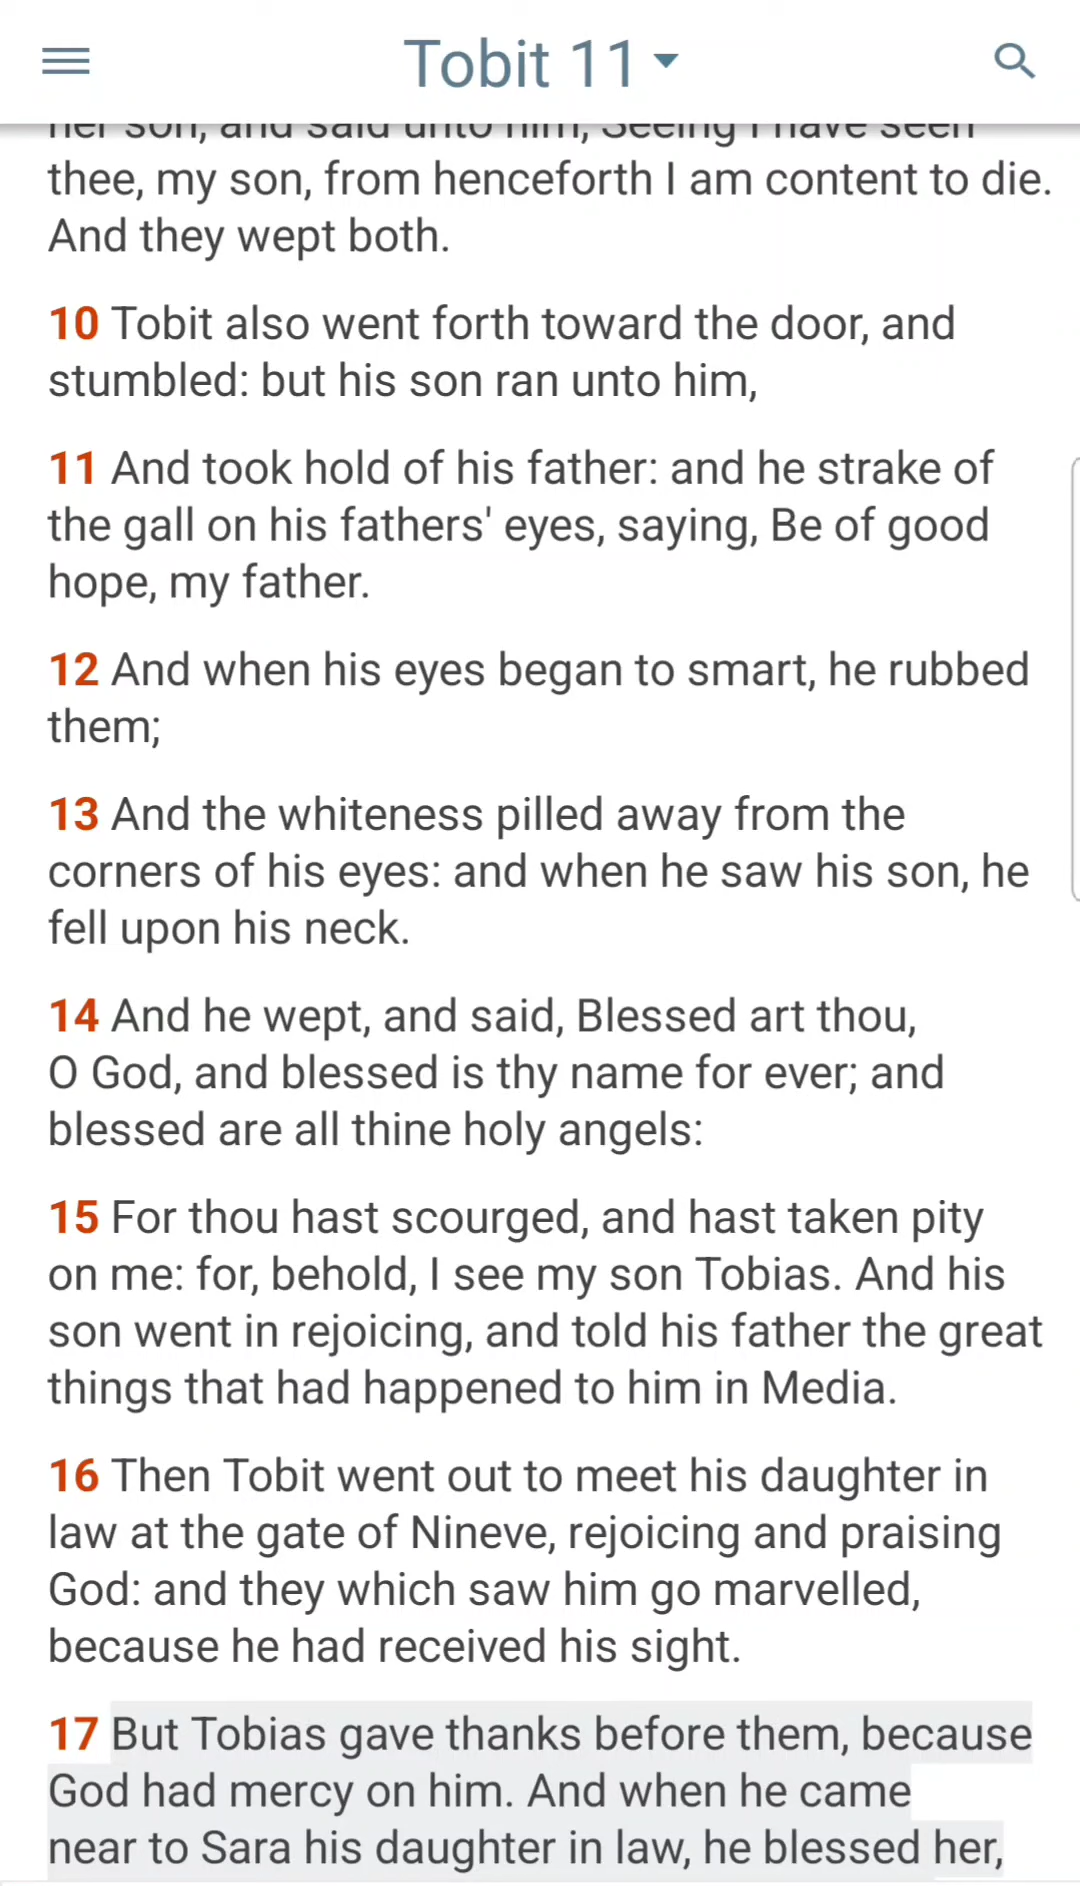 Tobit 11
her son, and said unto him, Seeing I have seen
thee, my son, from henceforth I am content to die.
And they wept both.
10 Tobit also went forth toward the door, and
stumbled: but his son ran unto him,
11 And took hold of his father: and he strake of
the gall on his fathers' eyes, saying, Be of good
hope, my father.
12 And when his eyes began to smart, he rubbed
them;
13 And the whiteness pilled away from the
corners of his eyes: and when he saw his son, he
fell upon his neck.
14 And he wept, and said, Blessed art thou,
O God, and blessed is thy name for ever; and
blessed are all thine holy angels:
15 For thou hast scourged, and hast taken pity
on me: for, behold, I see my son Tobias. And his
son went in rejoicing, and told his father the great
things that had happened to him in Media.
16 Then Tobit went out to meet his daughter in
law at the gate of Nineve, rejoicing and praising
God: and they which saw him go marvelled,
because he had received his sight.
17 But Tobias gave thanks before them, because
God had mercy on him. And when he came
near to Sara his daughter in law, he blessed her,